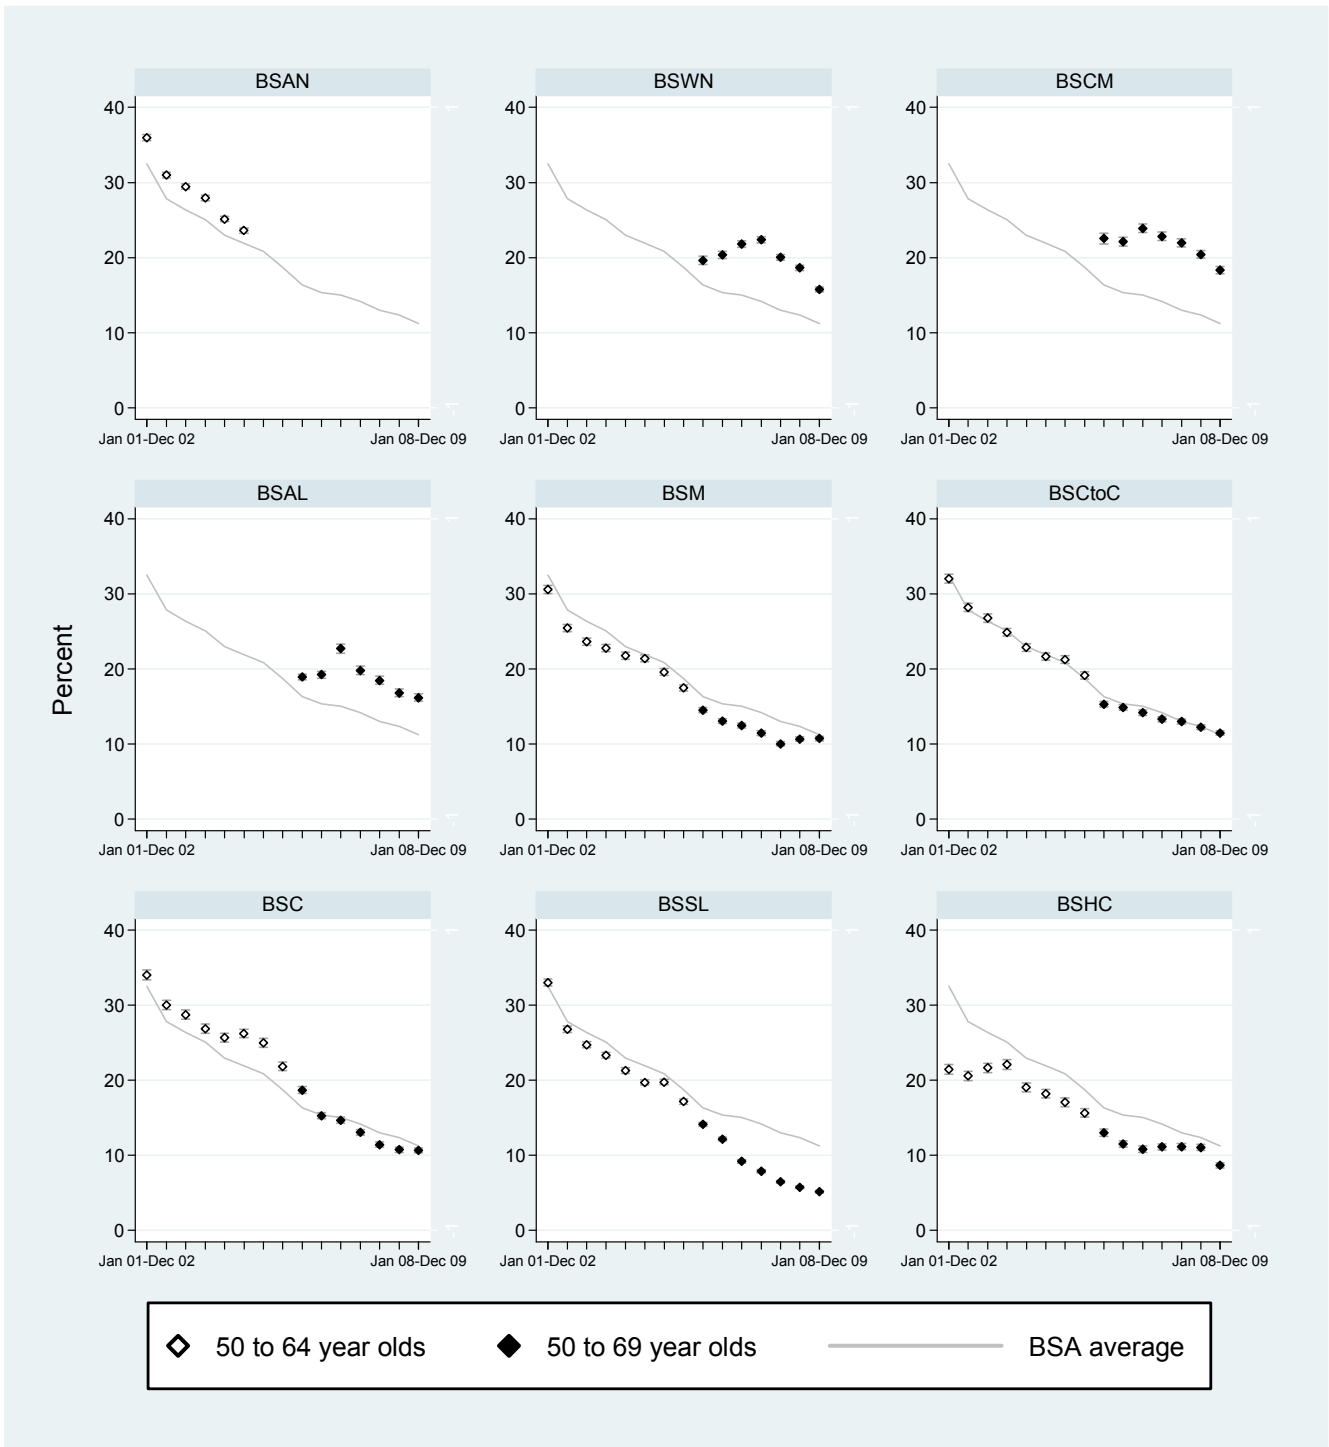 BSAN BSWN BSCM
40 40 40
30 30 30
20 20 20
10 10 10
0 0 0
Jan 01-Dec 02 Jan 08-Dec 09 Jan 01-Dec 02 Jan 08-Dec 09 Jan 01-Dec 02 Jan 08-Dec 09
BSAL BSM BSCtoC
40 40 40
30 30 30
Percent
20 20 20
10 10 10
0 0 0
Jan 01-Dec 02 Jan 08-Dec 09 Jan 01-Dec 02 Jan 08-Dec 09 Jan 01-Dec 02 Jan 08-Dec 09
BSC BSSL BSHC
40 40 40
30 30 30
20 20 20
10 10 10
0 0 0
Jan 01-Dec 02 Jan 08-Dec 09 Jan 01-Dec 02 Jan 08-Dec 09 Jan 01-Dec 02 Jan 08-Dec 09
50 to 64 year olds 50 to 69 year olds BSA average